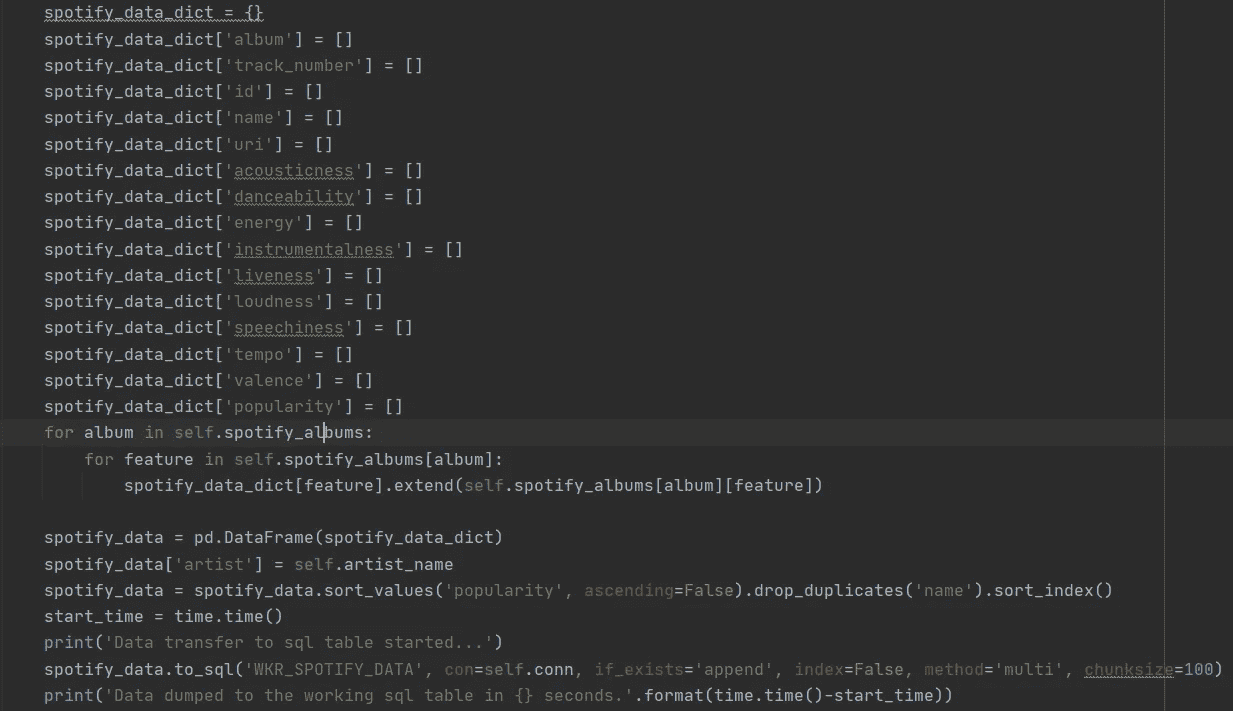 spotify_data_dict = {}
spotify_data_dict['album'] = []
spotify_data_dict['track_number'] = []
spotify_data_dict['id'] = []
spotify_data_dict['name'] = []
spotify_data_dict['uri'] = []
spotify_data_dict['acousticness'] = []
spotify_data_dict['danceability'] = []
spotify_data_dict['energy'] = []
spotify_data_dict['instrumentalness'] = []
spotify_data_dict['liveness'] = []
spotify_data_dict['loudness'] = []
spotify_data_dict['speechiness'] = []
spotify_data_dict['tempo'] = []
spotify_data_dict['valence'] = []
spotify_data_dict['popularity'] = []
for album in self.spotify_albums:
    for feature in self.spotify_albums[album]:
        spotify_data_dict[feature].extend(self.spotify_albums[album][feature])
spotify_data = pd.DataFrame(spotify_data_dict)
spotify_data['artist'] = self.artist_name
spotify_data = spotify_data.sort_values('popularity', ascending=False).drop_duplicates('name').sort_index()
start_time = time.time()
print('Data transfer to sql table started...')
spotify_data.to_sql('WKR_SPOTIFY_DATA', con=self.conn, if_exists='append', index=False, method='multi', chunksize=100)
print('Data dumped to the working sql table in {} seconds.'.format(time.time()-start_time))